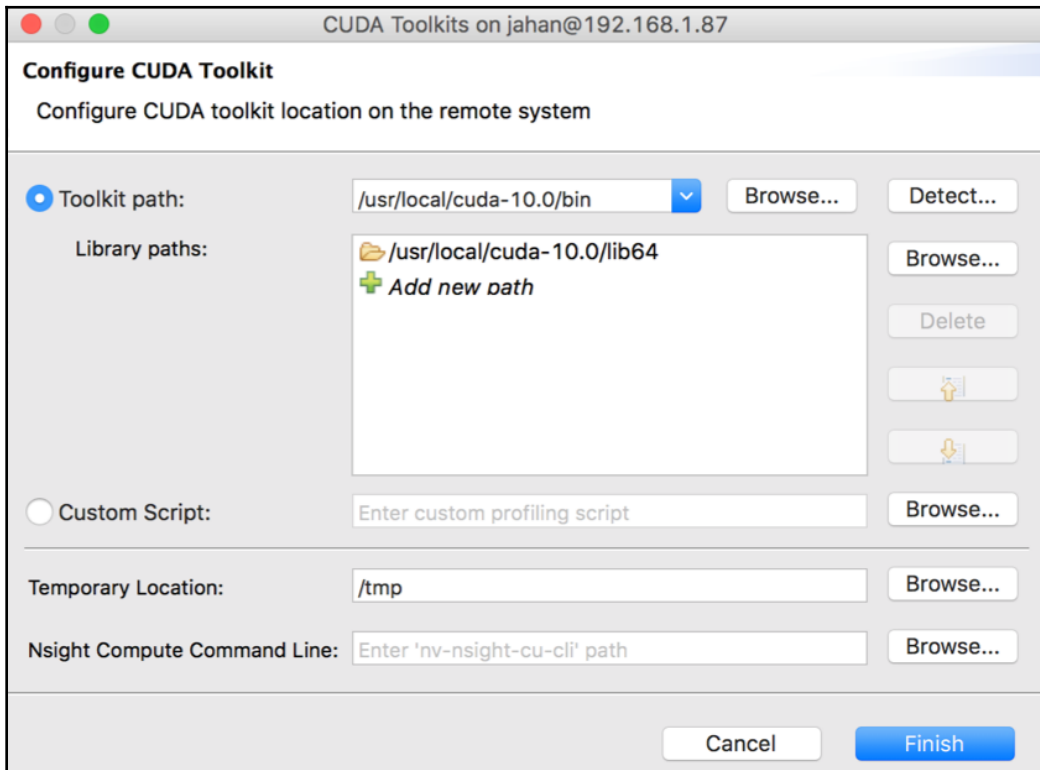 CUDA Toolkits on jahan@192.168.1.87
Configure CUDA Toolkit
Configure CUDA toolkit location on the remote system
Toolkit path: /usr/local/cuda-10.0/bin Browse... Detect...
Library paths: /usr/local/cuda-10.0/lib64 Browse...
Add new path
Delete
Custom Script: Enter custom profiling script Browse...
Temporary Location: /tmp Browse...
Nsight Compute Command Line: Enter 'nv-nsight-cu-cli' path Browse...
Cancel Finish